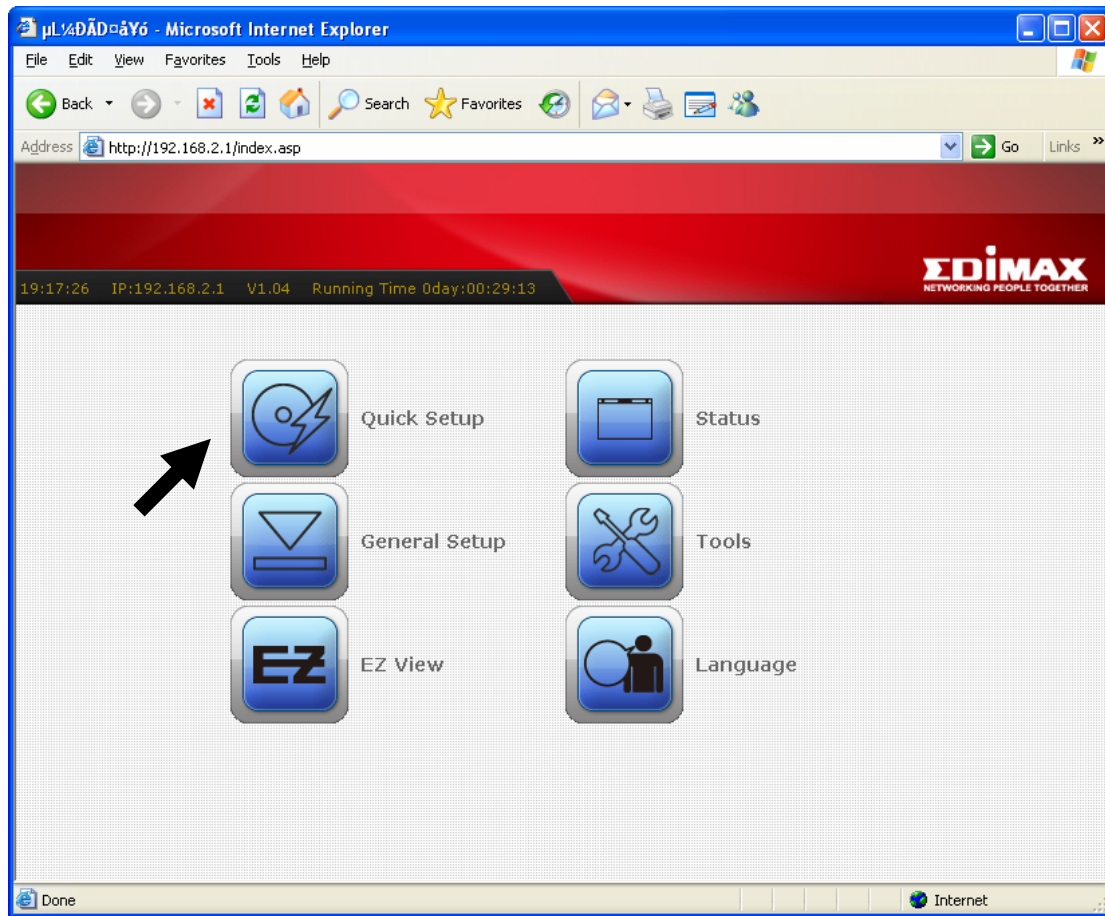 µL¼ÐÃD¤åYó - Microsoft Internet Explorer
File Edit View Favorites Tools Help
Back Search Favorites
Address http://192.168.2.1/index.asp Go Links »
EDiMAX
NETWORKING PEOPLE TOGETHER
19:17:26 IP:192.168.2.1 V1.04 Running Time 0day:00:29:13
Quick Setup
Status
General Setup
Tools
EZ
EZ View
Language
Done Internet